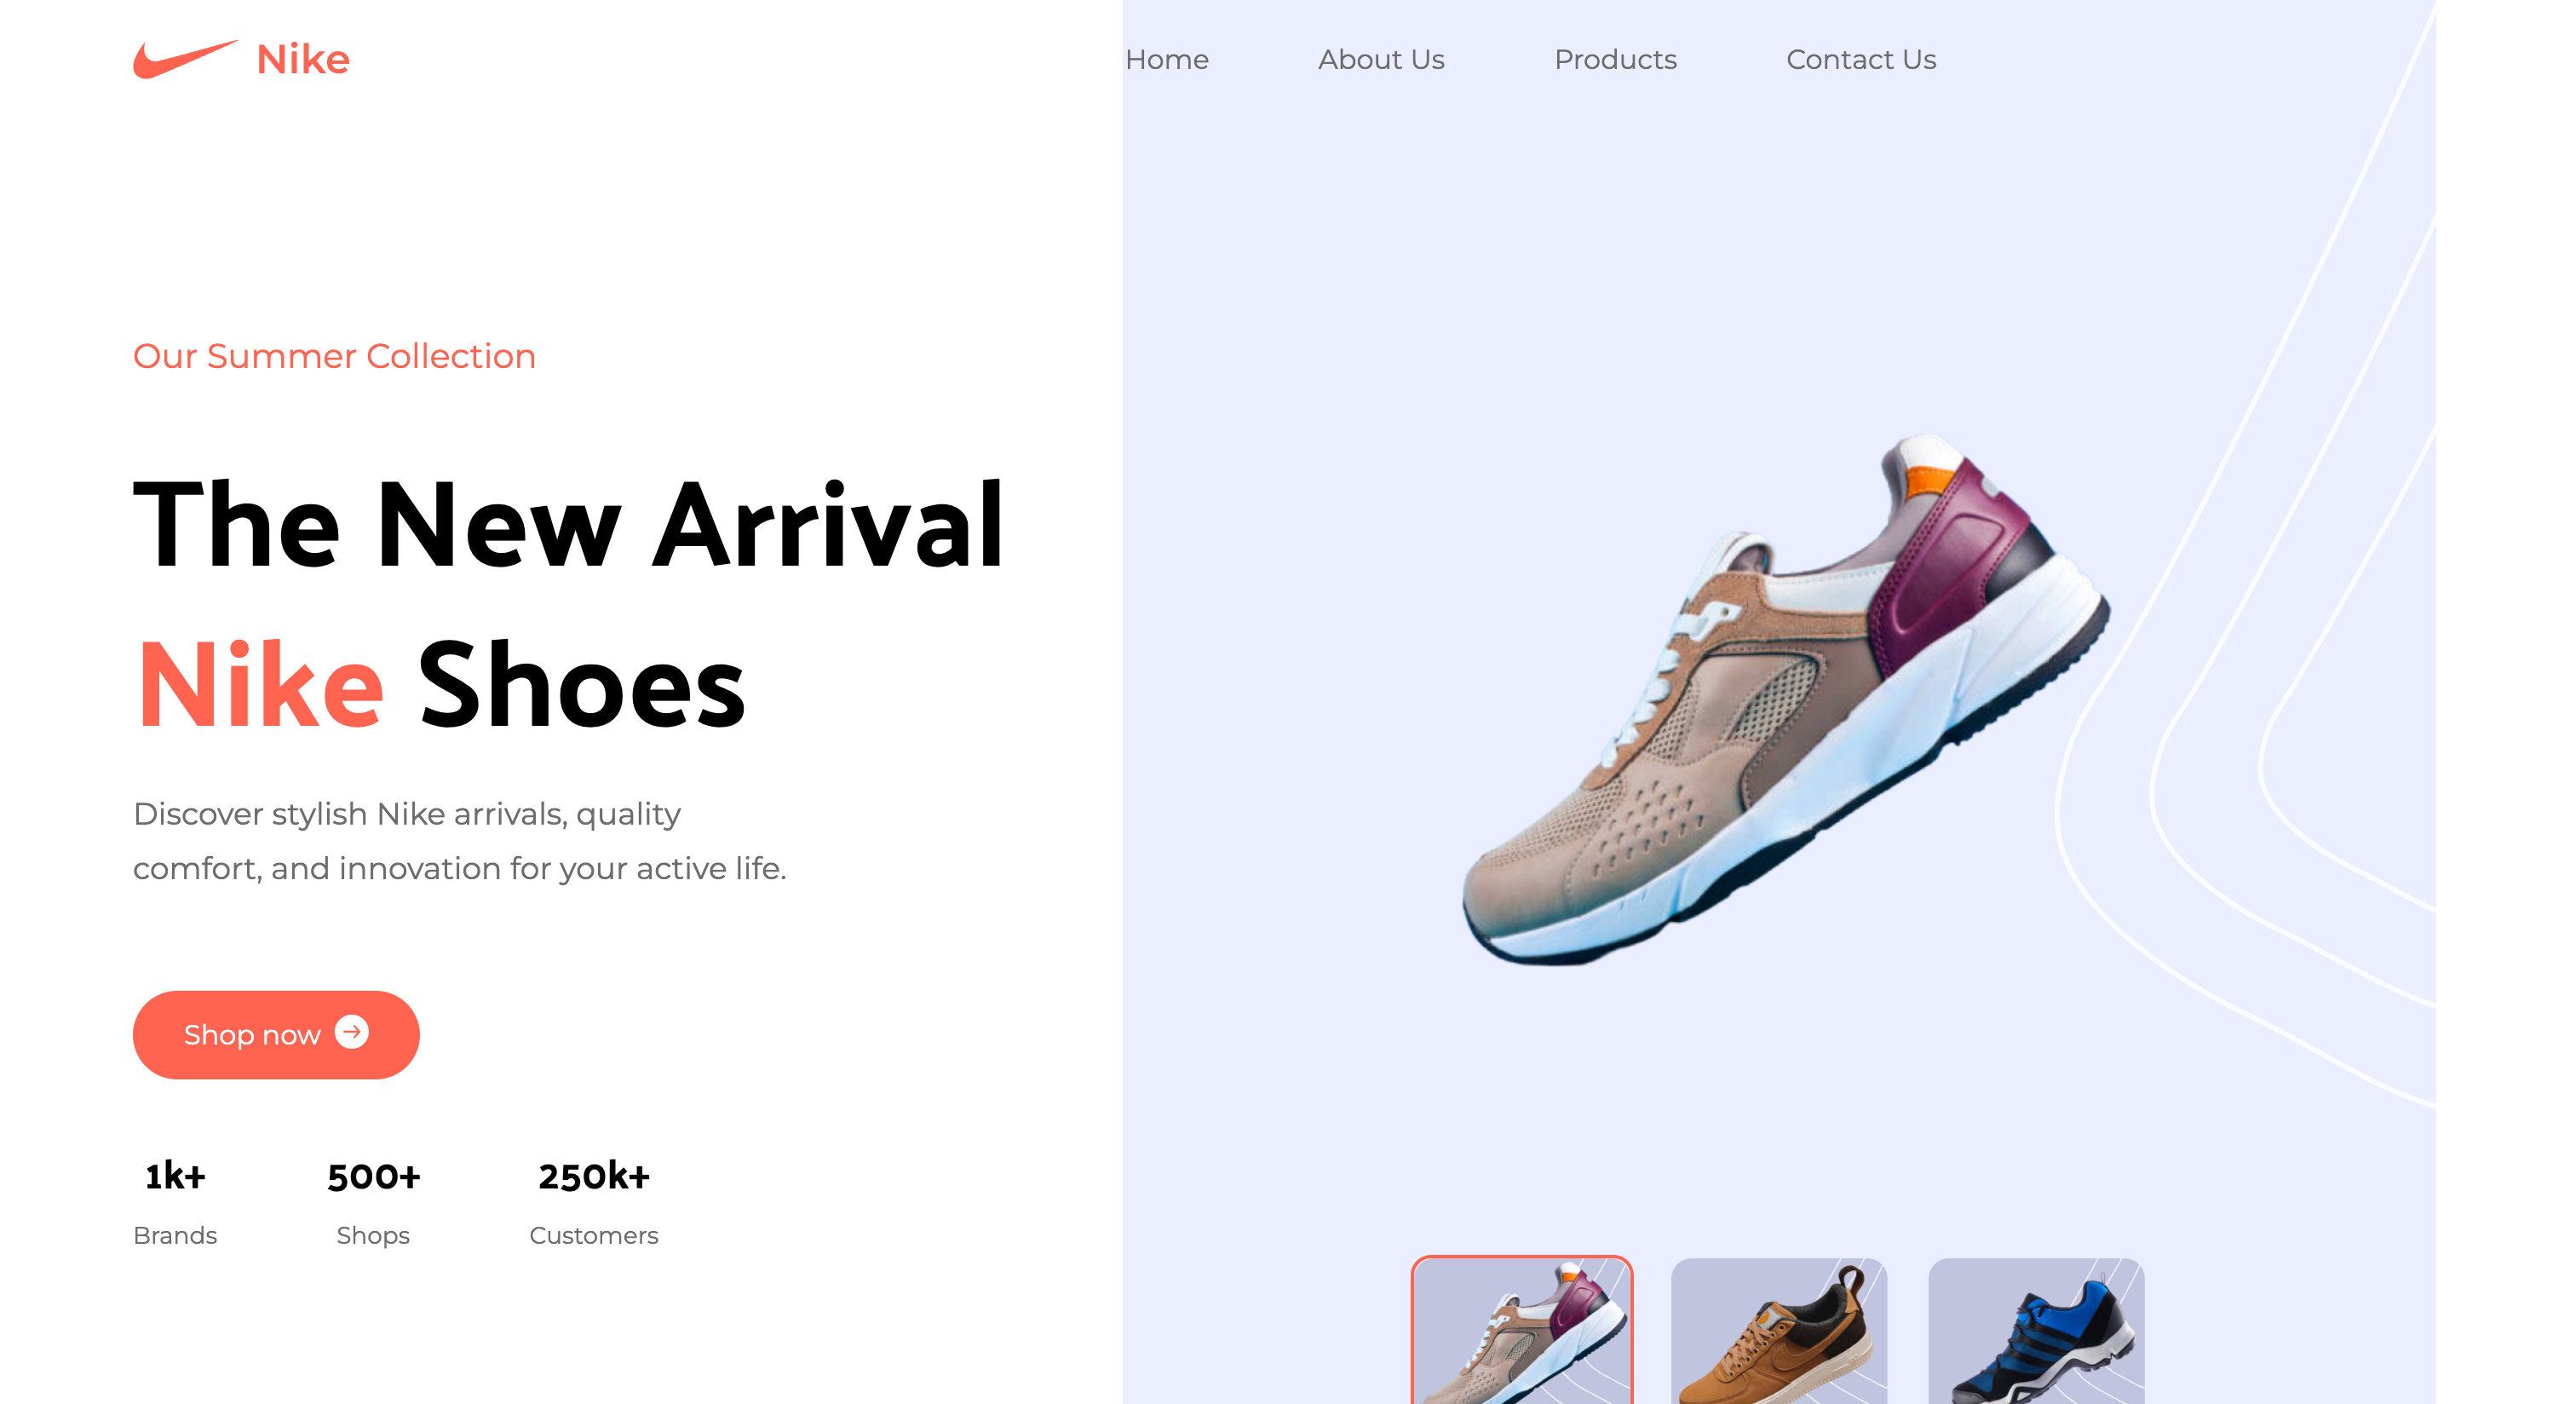 Nike
Home
About Us
Products
Contact Us
Our Summer Collection
The New Arrival
Nike Shoes
Discover stylish Nike arrivals, quality
comfort, and innovation for your active life.
Shop now
1k+
Brands
500+
Shops
250k+
Customers